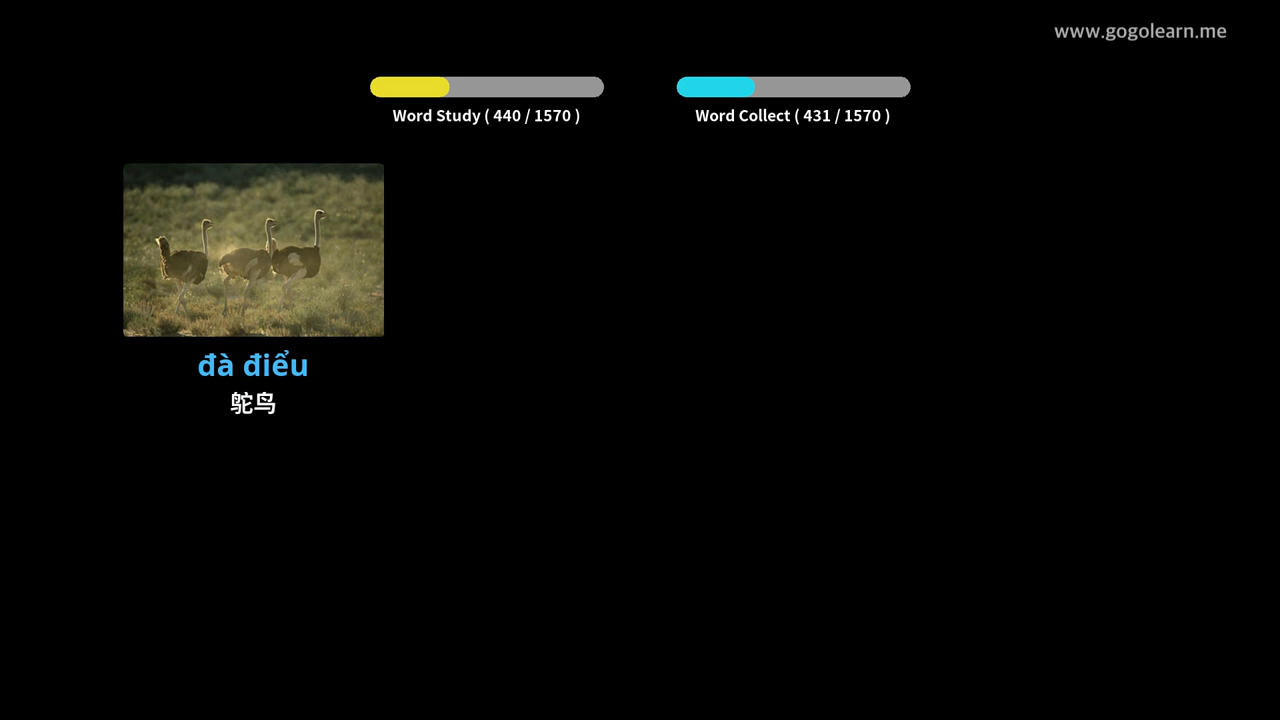 www.gogolearn.me
Word Study ( 440 / 1570 )
Word Collect ( 431 / 1570 )
đà điểu
鸵鸟